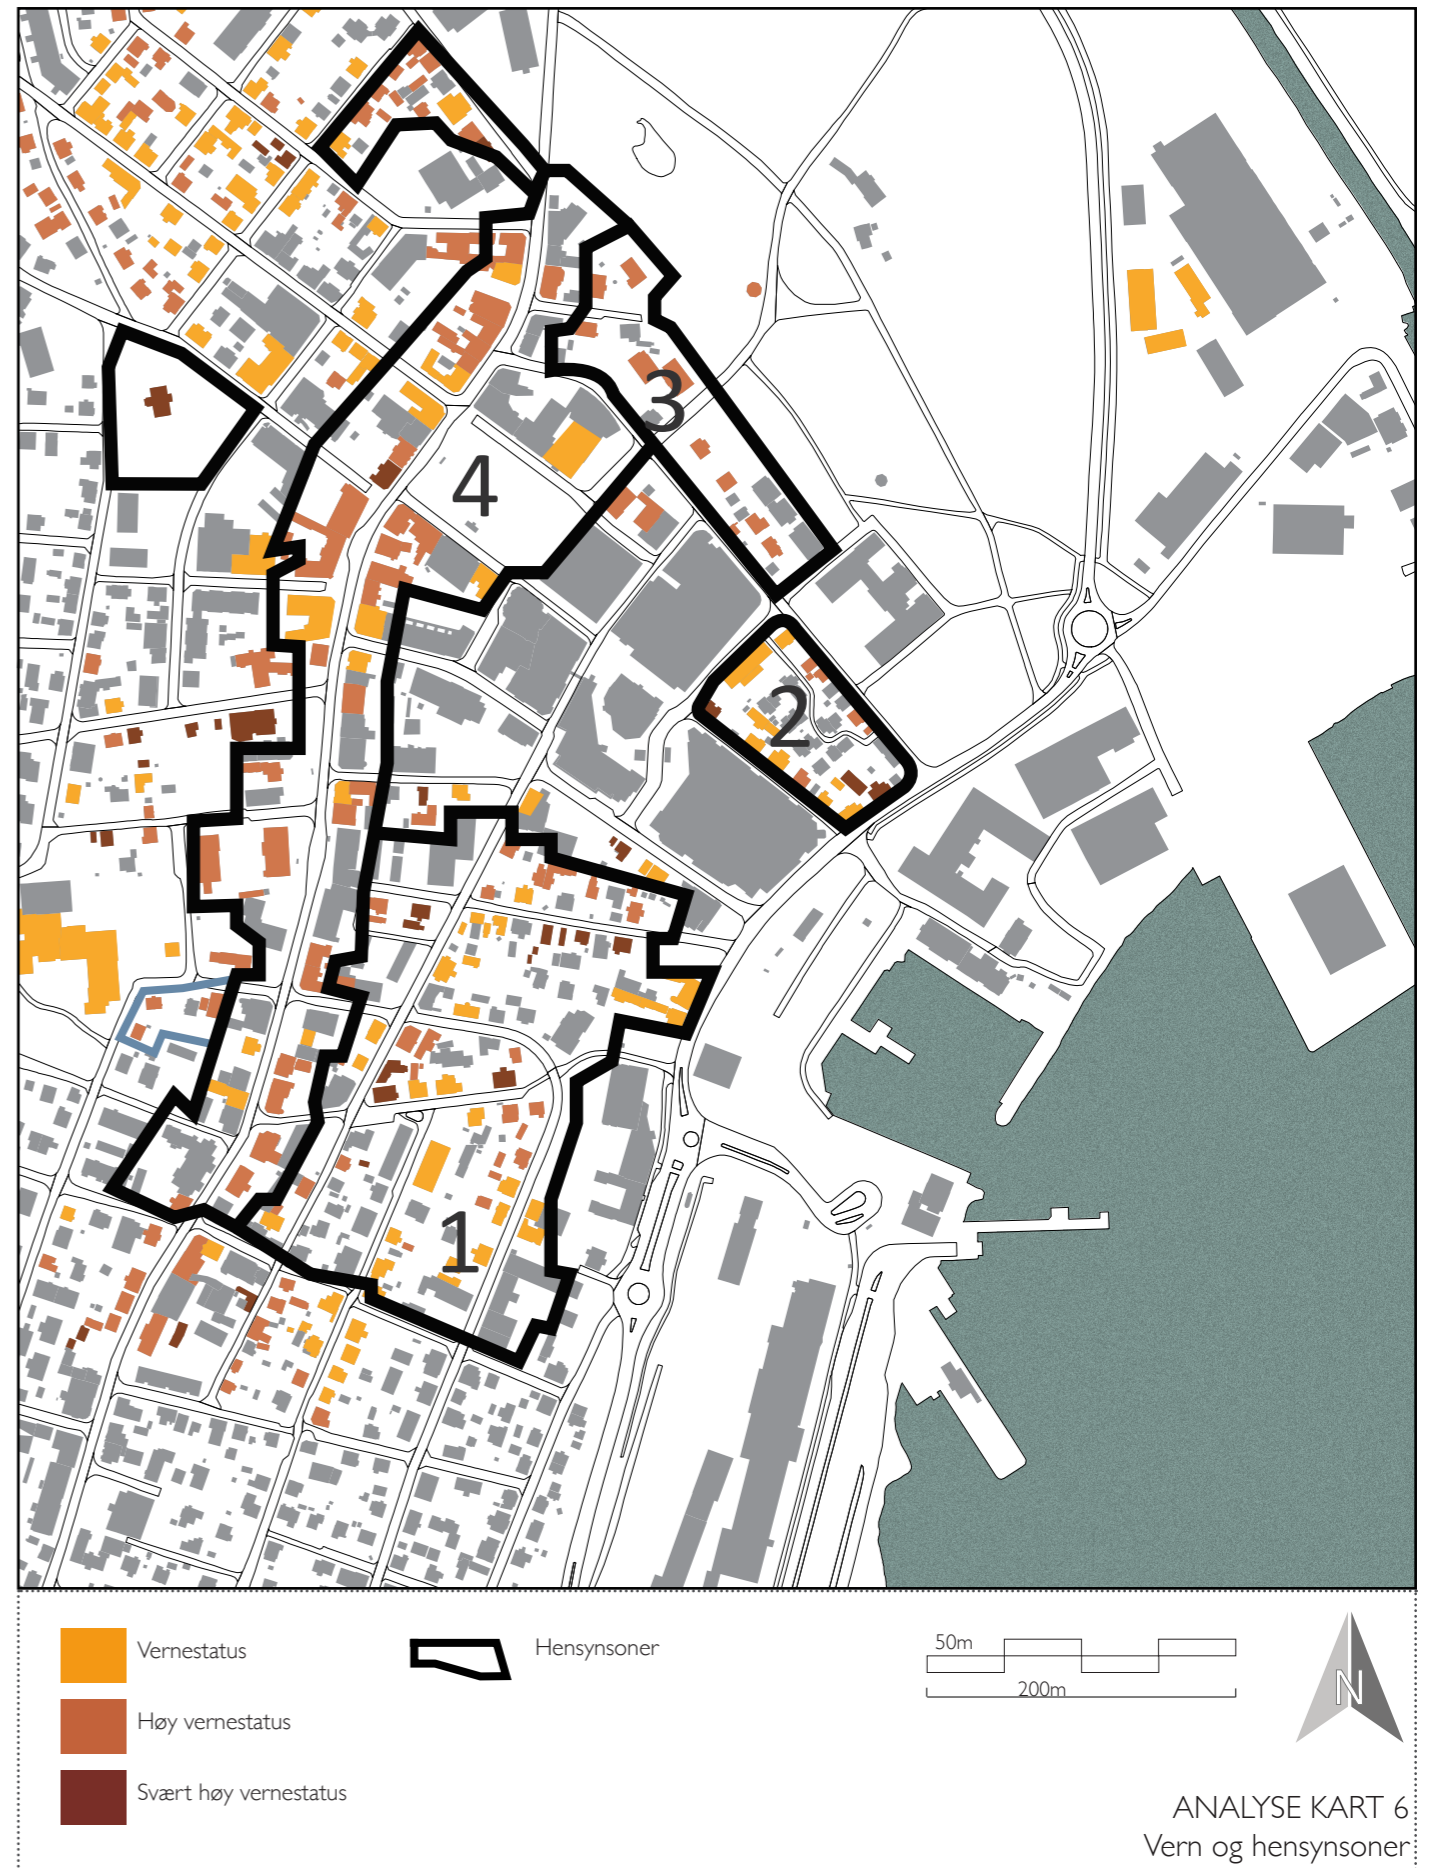 3
4
2
1
Vernestatus
Høy vernestatus
Svært høy vernestatus
Hensynsoner
50m
200m
N
ANALYSE KART 6
Vern og hensynsoner